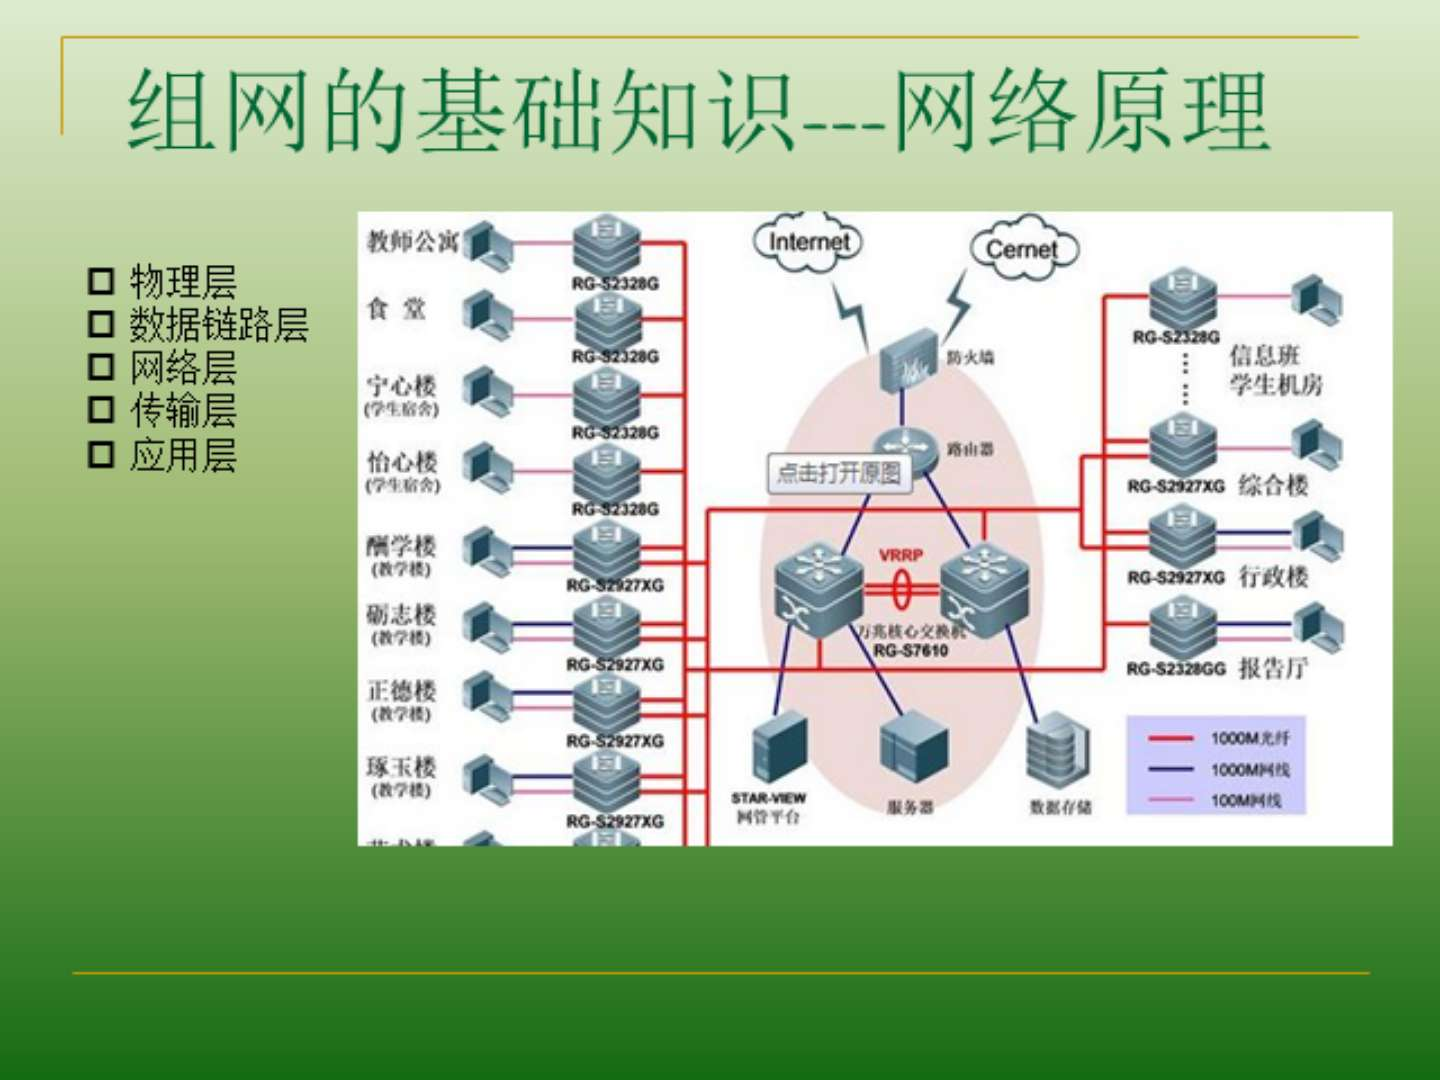 组网的基础知识---网络原理
物理层
数据链路层
网络层
传输层
应用层
教师公寓
RG-S2328G
食 堂
RG-S2328G
宁心楼
(学生宿舍)
RG-S2328G
怡心楼
(学生宿舍)
RG-S2328G
酬学楼
(教学楼)
RG-S2927XG
砺志楼
(教学楼)
RG-S2927XG
正德楼
(教学楼)
RG-S2927XG
琢玉楼
(教学楼)
RG-S2927XG
Internet
Cernet
防火墙
路由器
点击打开原图
VRRP
万兆核心交换机
RG-S7610
STAR-VIEW
网管平台
服务器
数据存储
RG-S2328G
信息班
学生机房
RG-S2927XG
综合楼
RG-S2927XG
行政楼
RG-S2328GG
报告厅
1000M光纤
1000M网线
100M网线